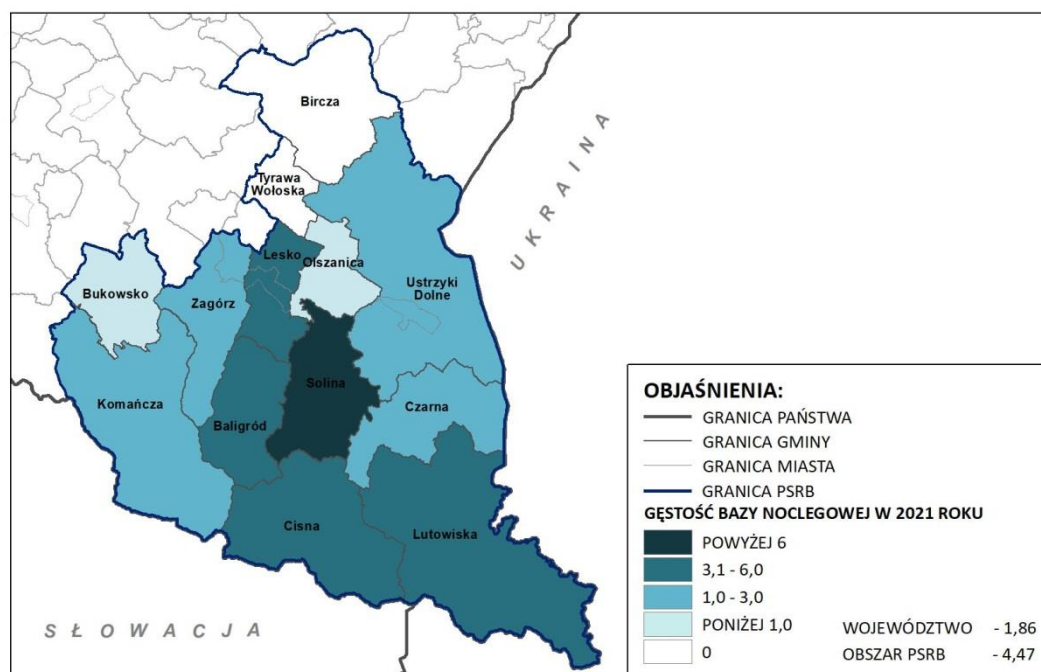 Bircza
UKRAINA
Tyrawa
Wołoska
Lesko
Olszanica
Bukowsko
Zagórz
Ustrzyki
Dolne
Solina
Komańcza
Czarna
Baligród
Cisna
Lutowiska
SŁOWACJA
OBJAŚNIENIA:
GRANICA PAŃSTWA
GRANICA GMINY
GRANICA MIASTA
GRANICA PSRB
GĘSTOŚĆ BAZY NOCLEGOWEJ W 2021 ROKU
POWYŻEJ 6
3,1 - 6,0
1,0 - 3,0
PONIŻEJ 1,0
0
WOJEWÓDZTWO - 1,86
OBSZAR PSRB - 4,47